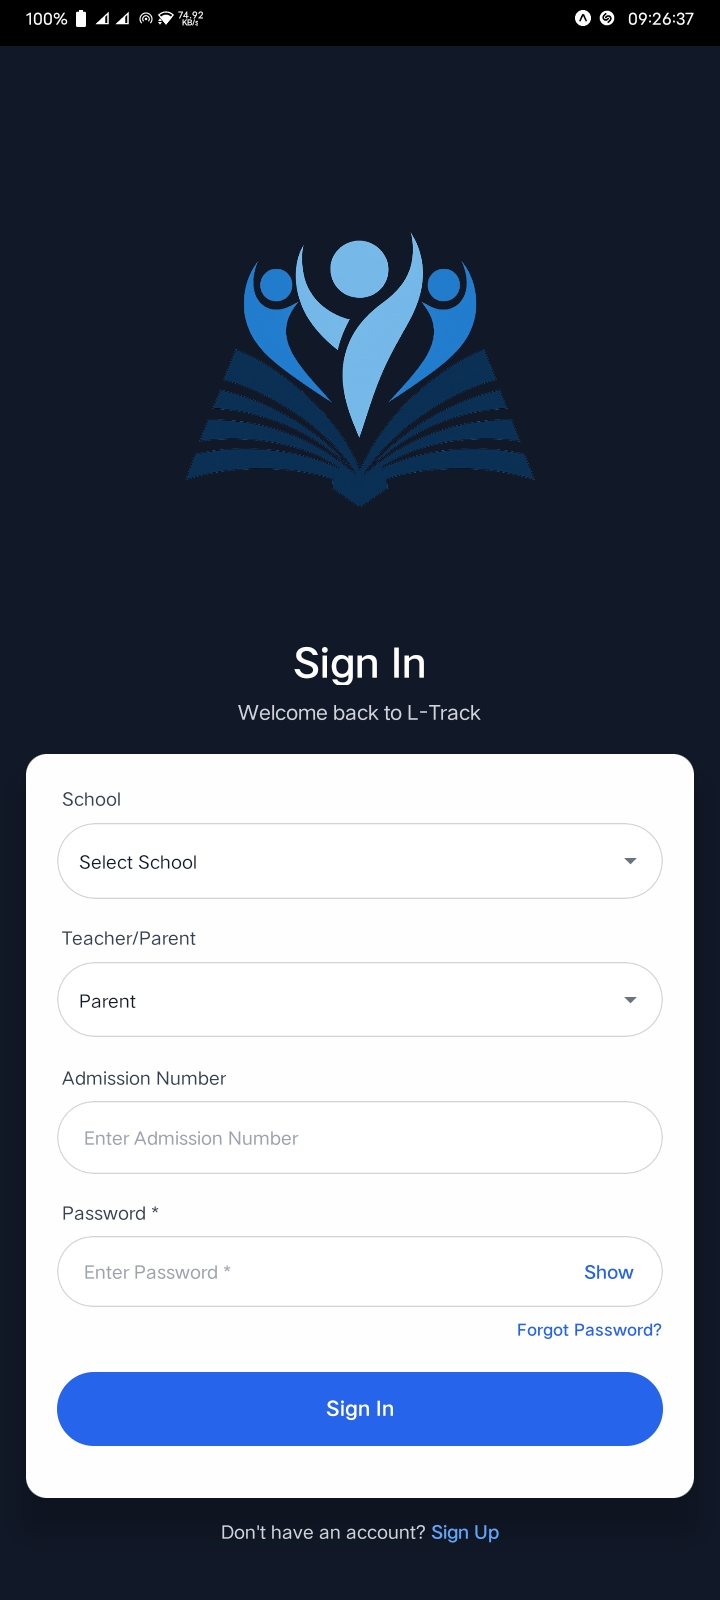 100% 74.92 KB/s 09:26:37
Sign In
Welcome back to L-Track
School
Select School
Teacher/Parent
Parent
Admission Number
Enter Admission Number
Password *
Enter Password * Show
Forgot Password?
Sign In
Don't have an account? Sign Up